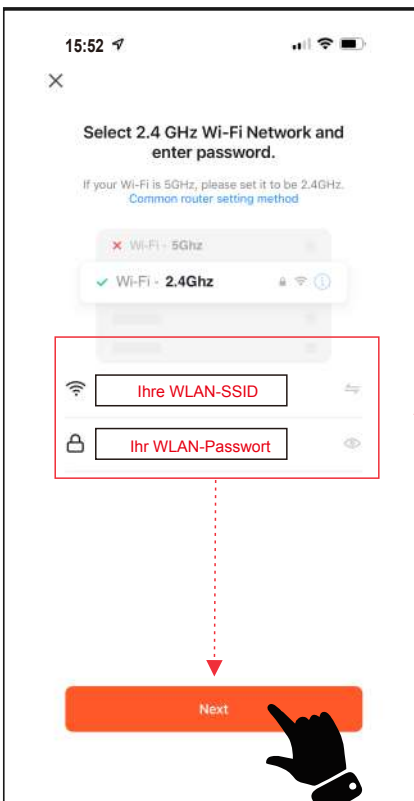 15:52
Select 2.4 GHz Wi-Fi Network and
enter password.
If your Wi-Fi is 5GHz, please set it to be 2.4GHz.
Common router setting method
Wi-Fi - 5Ghz
Wi-Fi - 2.4Ghz
Ihre WLAN-SSID
Ihr WLAN-Passwort
Next